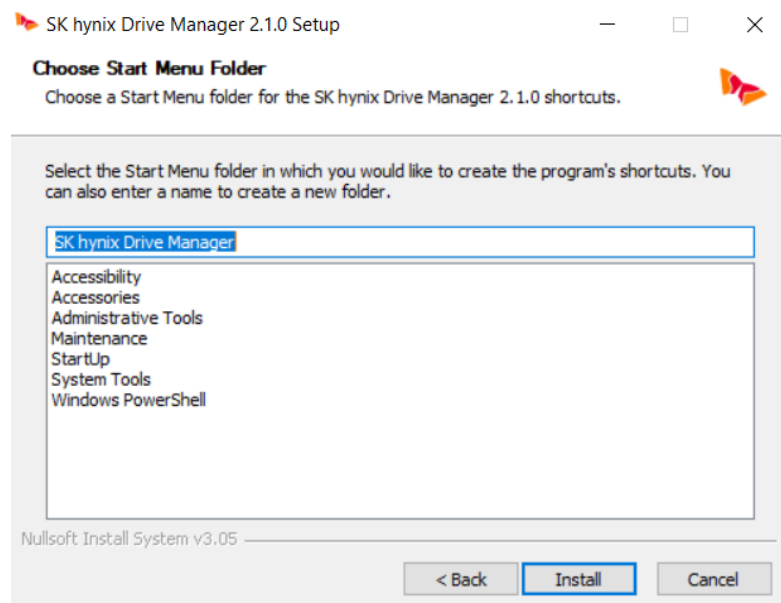 SK hynix Drive Manager 2.1.0 Setup
Choose Start Menu Folder
Choose a Start Menu folder for the SK hynix Drive Manager 2.1.0 shortcuts.
Select the Start Menu folder in which you would like to create the program's shortcuts. You
can also enter a name to create a new folder.
SK hynix Drive Manager
Accessibility
Accessories
Administrative Tools
Maintenance
StartUp
System Tools
Windows PowerShell
Nullsoft Install System v3.05
< Back Install Cancel